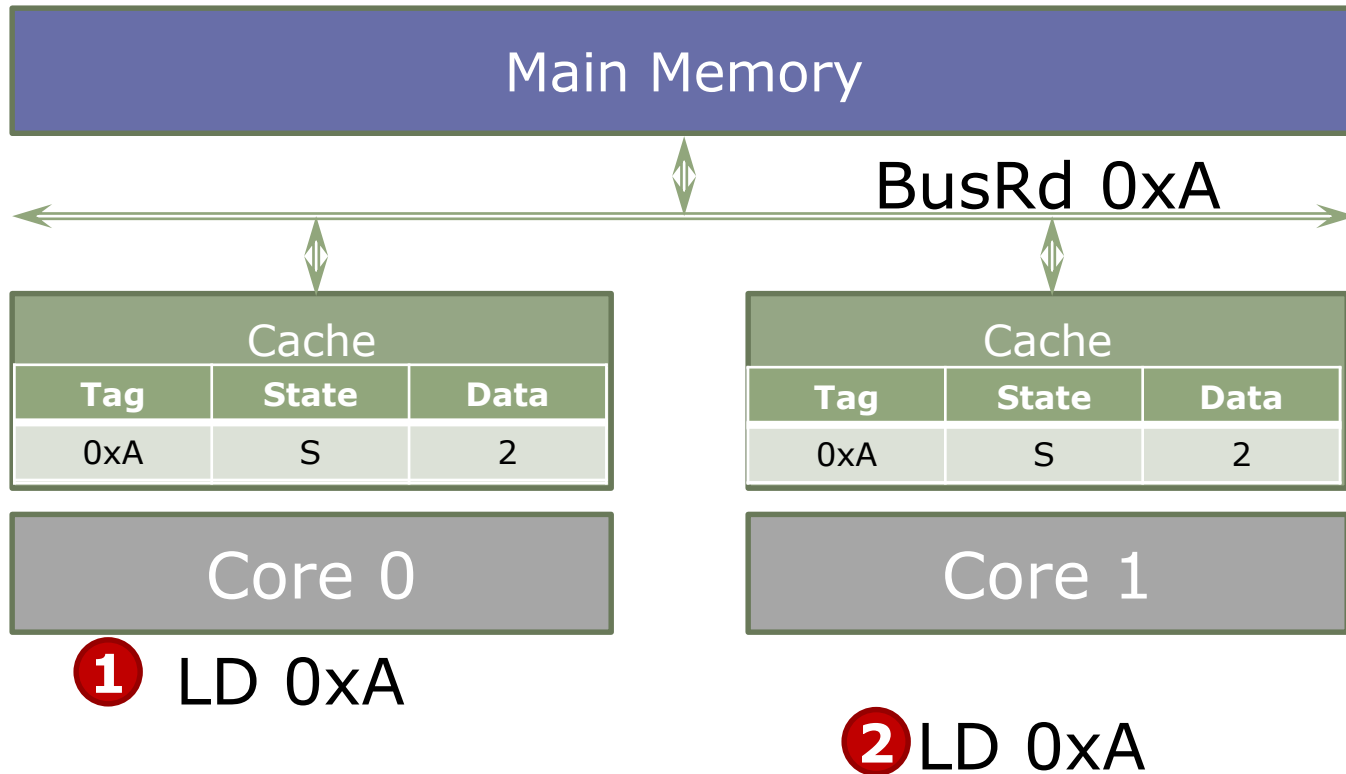 Main Memory
BusRd 0xA
Cache
Tag State Data
0xA S 2
Cache
Tag State Data
0xA S 2
Core 0
Core 1
1 LD 0xA
2 LD 0xA